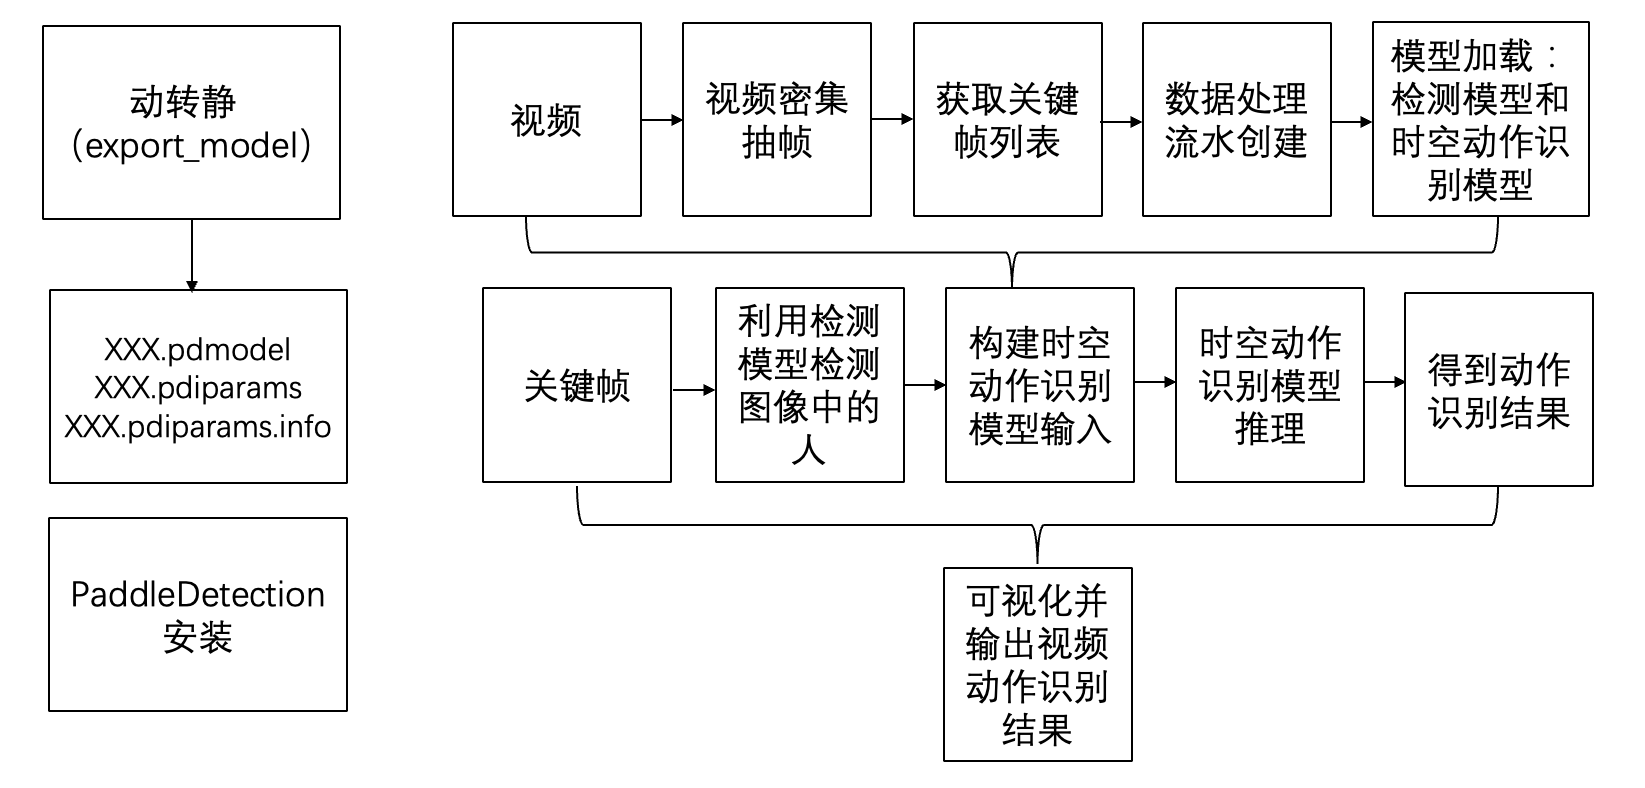 动转静
（export_model）
XXX.pdmodel
XXX.pdiparams
XXX.pdiparams.info
PaddleDetection
安装
视频
视频密集
抽帧
获取关键
帧列表
数据处理
流水创建
模型加载：
检测模型和
时空动作识
别模型
关键帧
利用检测
模型检测
图像中的
人
构建时空
动作识别
模型输入
时空动作
识别模型
推理
得到动作
识别结果
可视化并
输出视频
动作识别
结果